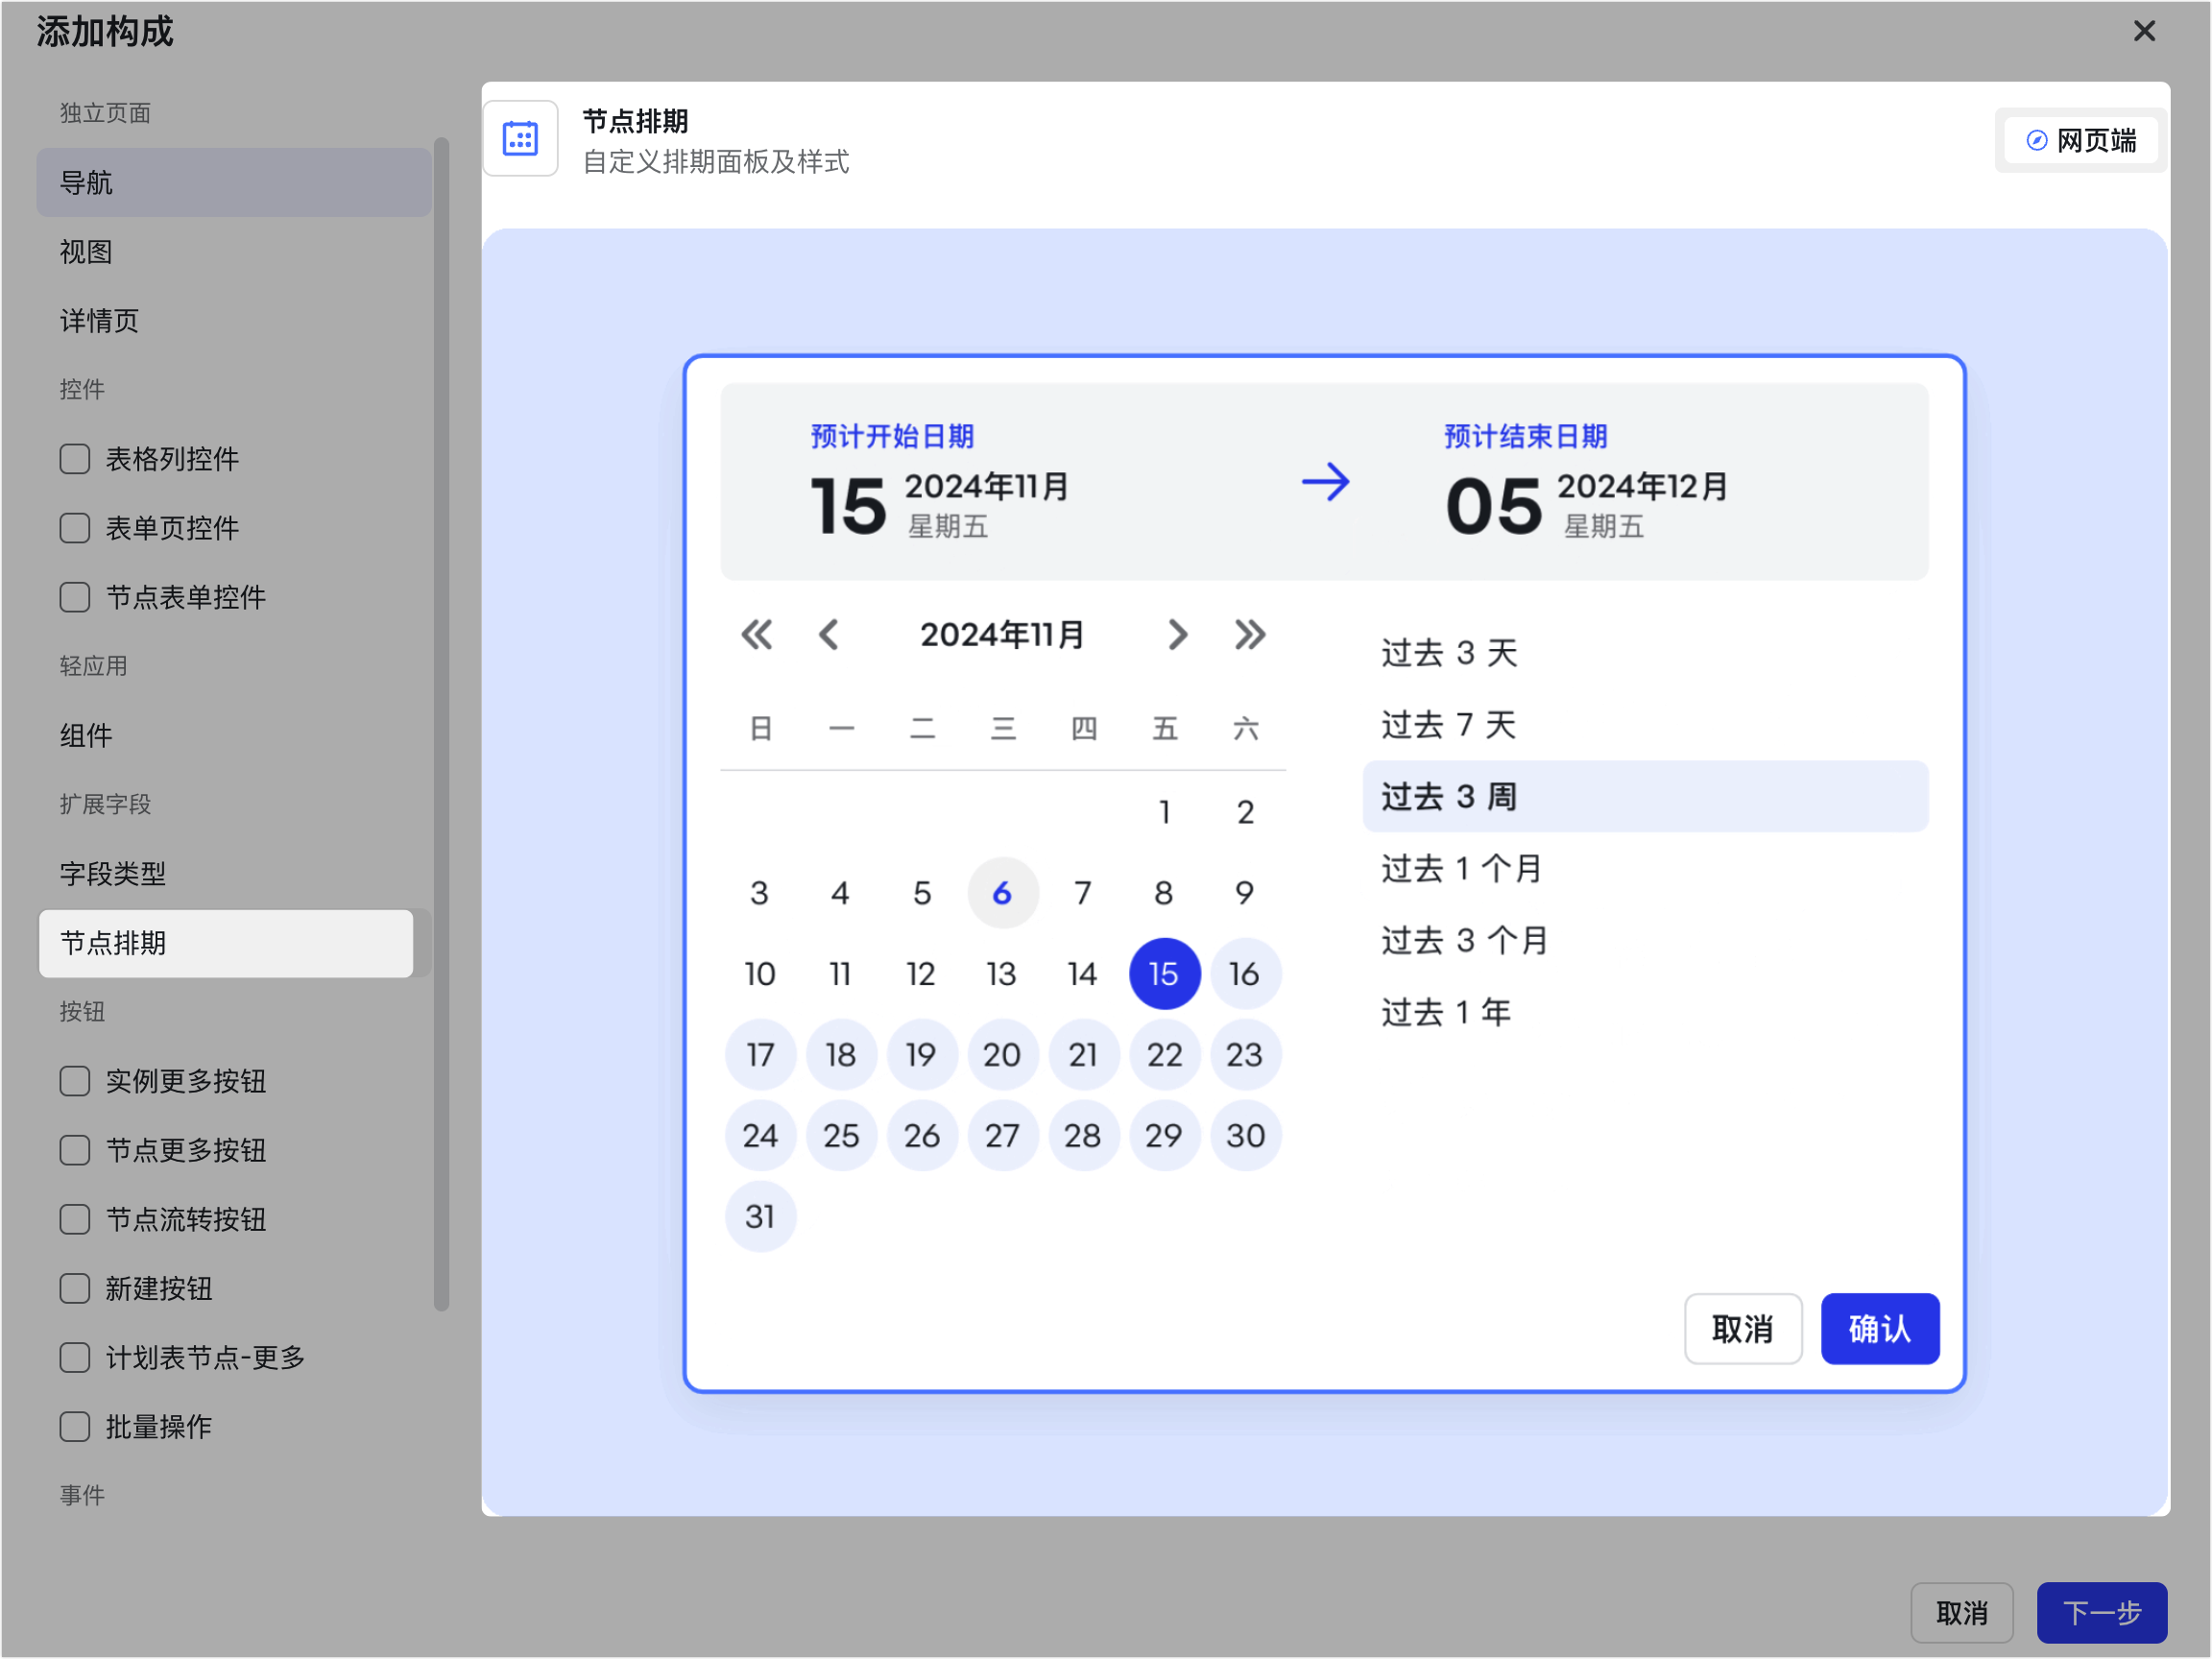 添加构成
独立页面
导航
视图
详情页
控件
表格列控件
表单页控件
节点表单控件
轻应用
组件
扩展字段
字段类型
节点排期
按钮
实例更多按钮
节点更多按钮
节点流转按钮
新建按钮
计划表节点-更多
批量操作
事件
节点排期
自定义排期面板及样式
网页端
预计开始日期
15 2024年11月
星期五
预计结束日期
05 2024年12月
星期五
2024年11月
日 一 二 三 四 五 六
1 2
3 4 5 6 7 8 9
10 11 12 13 14 15 16
17 18 19 20 21 22 23
24 25 26 27 28 29 30
31
过去 3 天
过去 7 天
过去 3 周
过去 1 个月
过去 3 个月
过去 1 年
取消 确认
取消 下一步